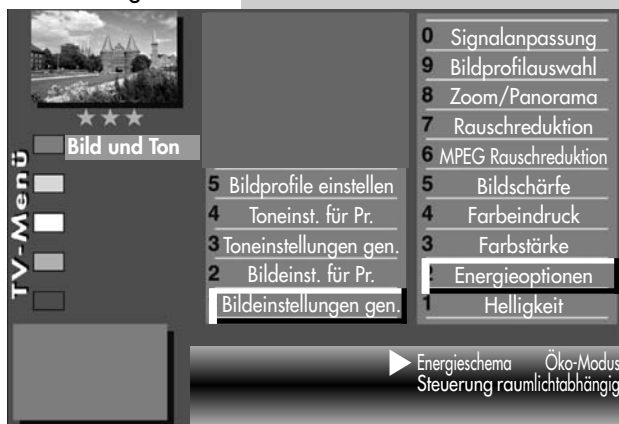 TV-Menü
Bild und Ton
5 Bildprofile einstellen
4 Toneinst. für Pr.
3 Toneinstellungen gen.
2 Bildeinst. für Pr.
Bildeinstellungen gen.
0 Signalanpassung
9 Bildprofilauswahl
8 Zoom/Panorama
7 Rauschreduktion
6 MPEG Rauschreduktion
5 Bildschärfe
4 Farbeindruck
3 Farbstärke
2 Energieoptionen
1 Helligkeit
Energieschema Öko-Modus
Steuerung raumlichtabhängig